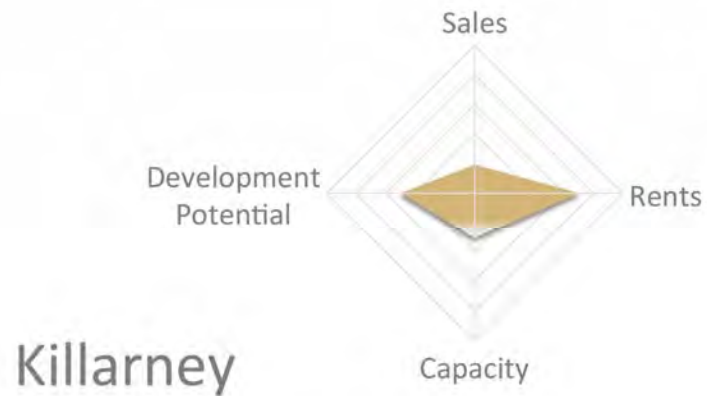 Sales
Development
Potential
Rents
Capacity
Killarney